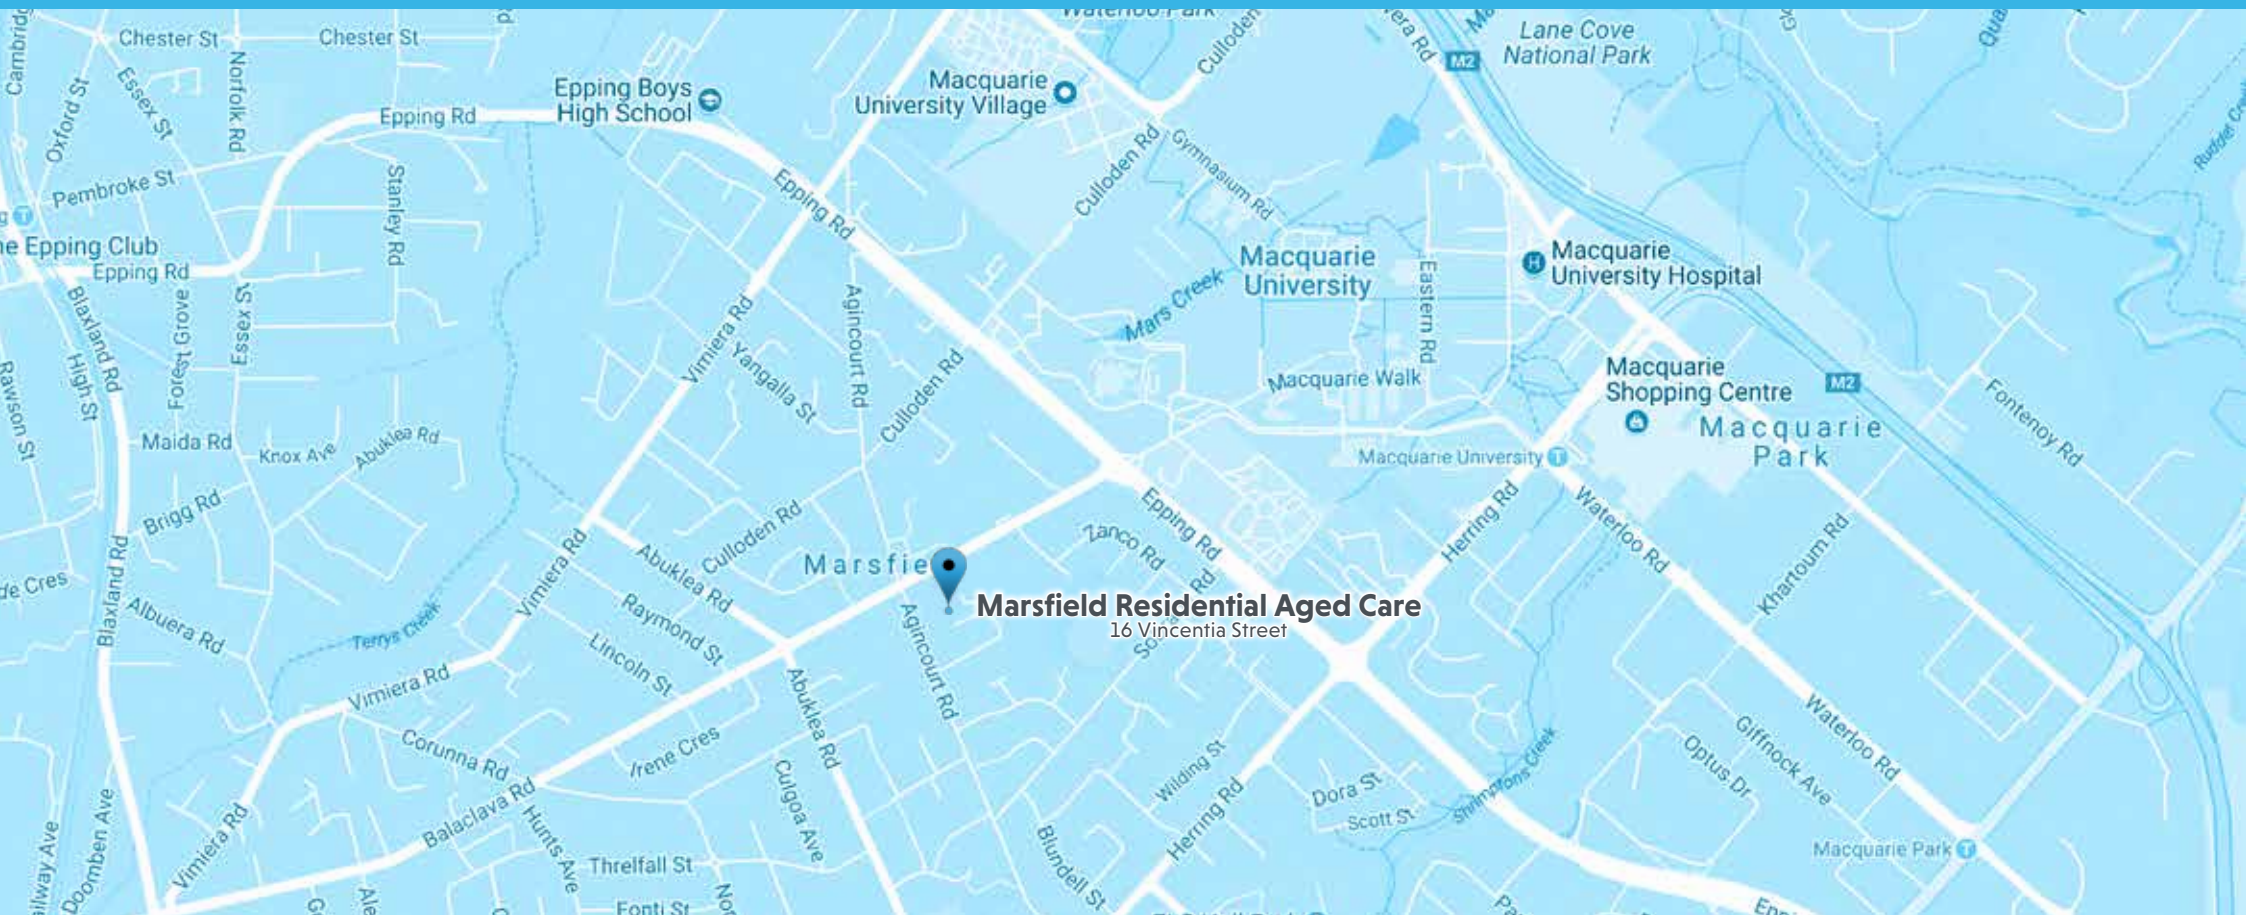 Waterloo Park
Culloden
Lane Cove
National Park
M2
Chester St
Chester St
Norfolk Rd
Oxford St
Essex St
Epping Rd
Epping Boys
High School
Macquarie
University Village
Culloden Rd
Gymnasium Rd
Pembroke St
Stanley Rd
Epping Rd
Epping Club
Epping Rd
Macquarie
University
Macquarie
University Hospital
Mars Creek
Eastern Rd
Blaxland Rd
High St
Forest Grove
Essex S
Rawson St
Vimiera Rd
Agincourt Rd
Yangalla St
Culloden Rd
Macquarie Walk
Macquarie
Shopping Centre
M2
Macquarie
Park
Fontenoy Rd
Maida Rd
Knox Ave
Abuklea Rd
Brigg Rd
Macquarie University
T
Epping Rd
Herring Rd
Waterloo Rd
Khartoum Rd
Culloden Rd
Zanco Rd
Vimiera Rd
Abuklea Rd
Marsfie
Marsfield Residential Aged Care
16 Vincentia Street
Rd
Blaxland Rd
Albuera Rd
Terrys Creek
Raymond St
Lincoln St
Agincourt Rd
Vimiera Rd
Abuklea Rd
Corunna Rd
Irene Cres
Culgoa Ave
Wilding St
Herring Rd
Dora St
Scott St
Shrimptons Creek
Optus Dr
Giffnock Ave
Waterloo Rd
Macquarie Park
T
Balaclava Rd
Hunts Ave
Vimiera Rd
Doomben Ave
Threlfall St
Blundell St
Fonti St